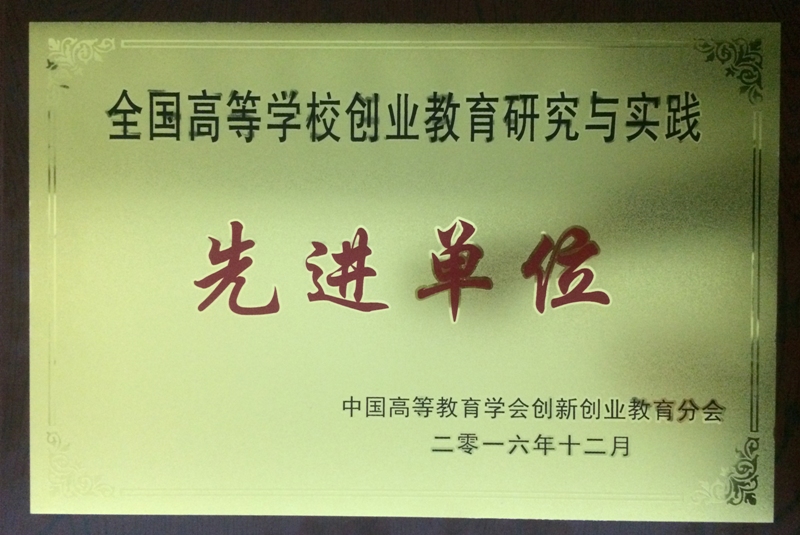 全国高等学校创业教育研究与实践
先进单位
中国高等教育学会创新创业教育分会
二零一六年十二月